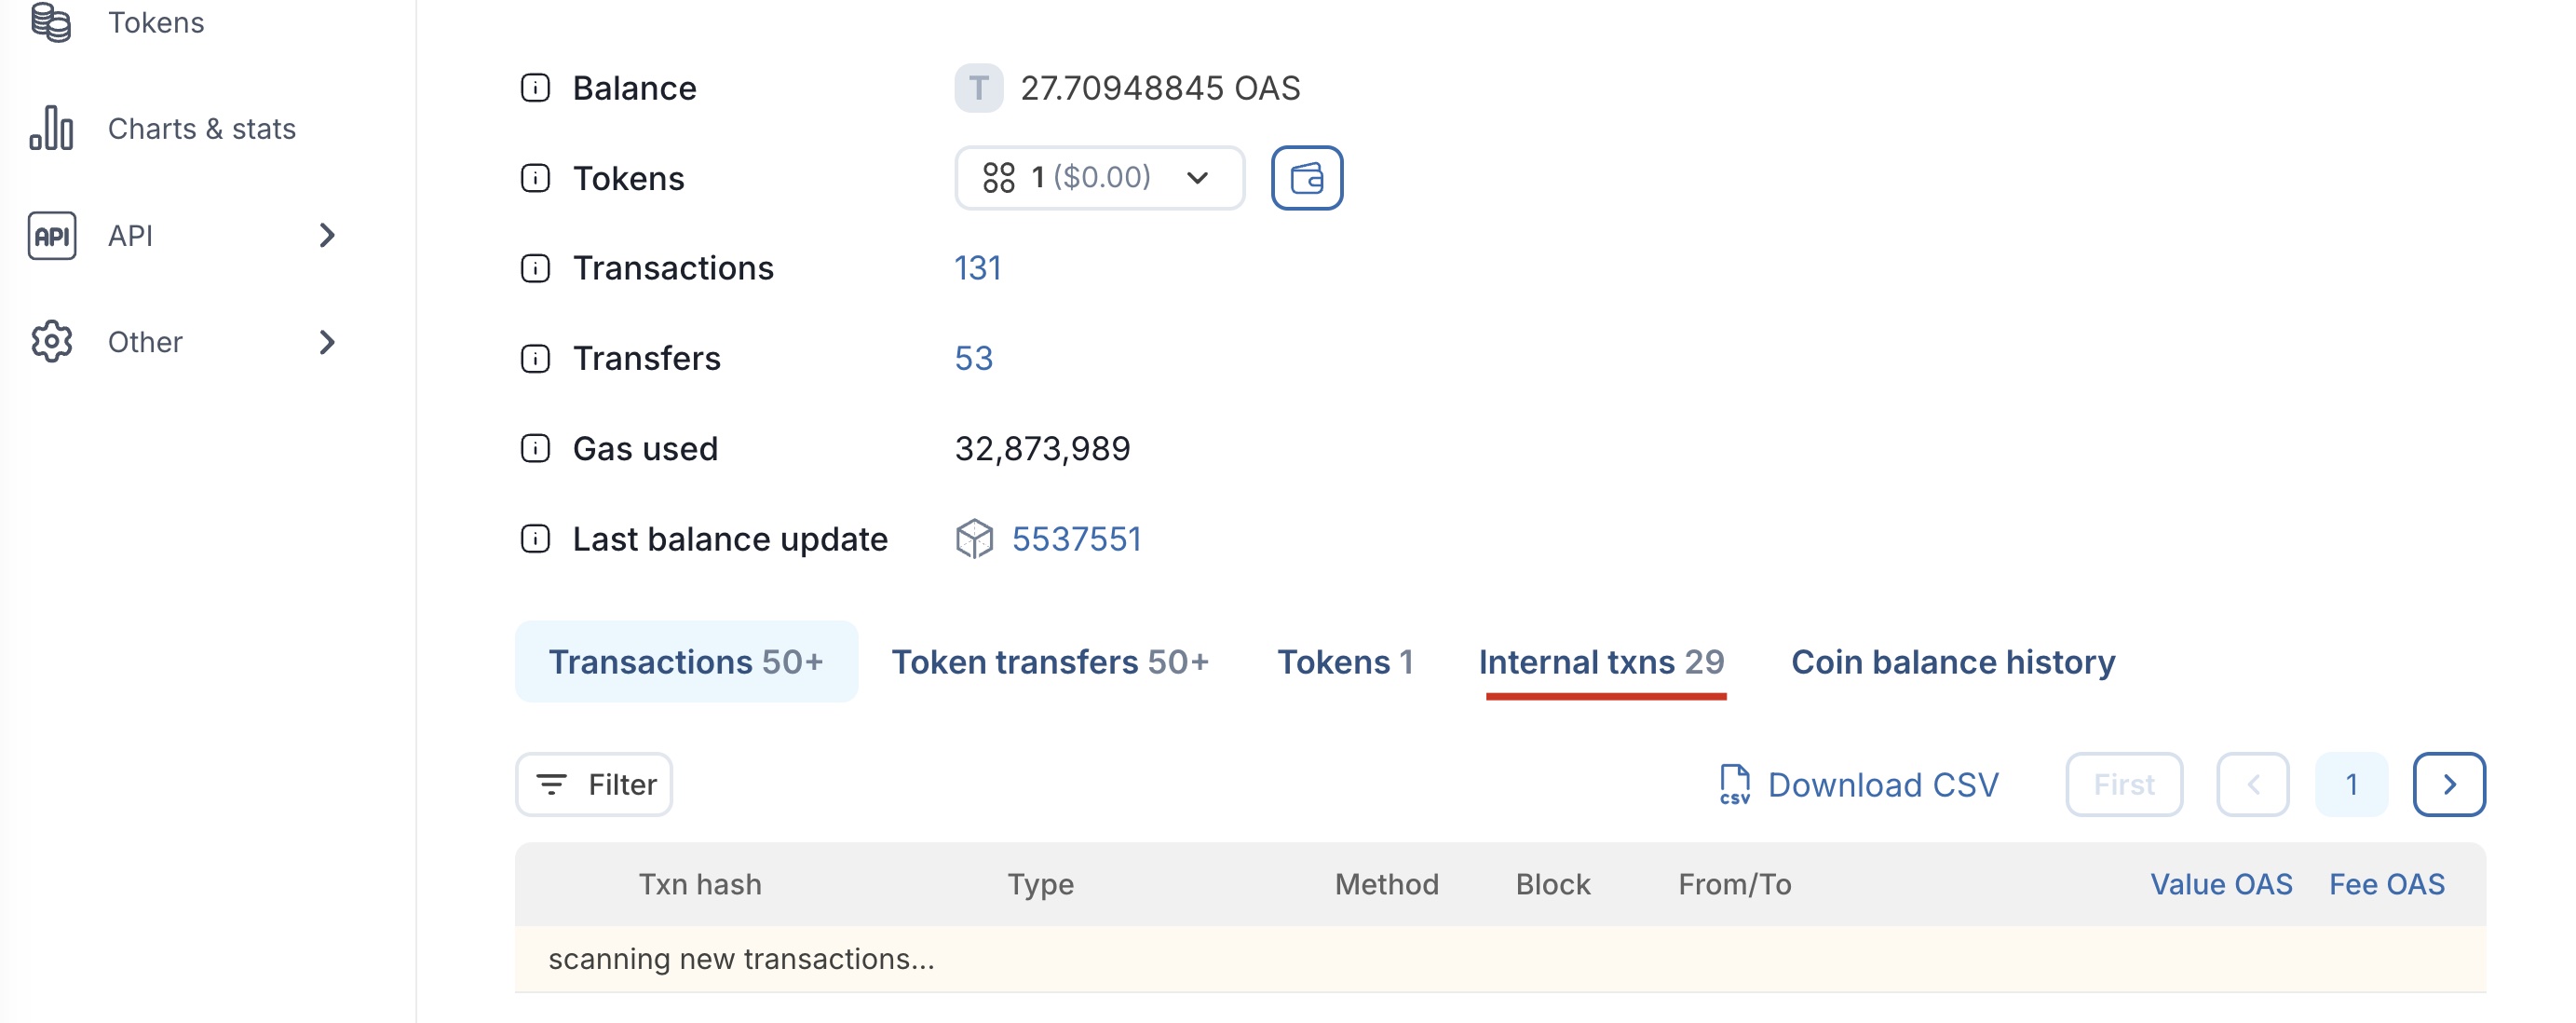 Tokens
Charts & stats
API API
Other
Balance T 27.70948845 OAS
Tokens 1 ($0.00)
Transactions 131
Transfers 53
Gas used 32,873,989
Last balance update 5537551
Transactions 50+ Token transfers 50+ Tokens 1 Internal txns 29 Coin balance history
Filter CSV Download CSV First 1
Txn hash Type Method Block From/To Value OAS Fee OAS
scanning new transactions...